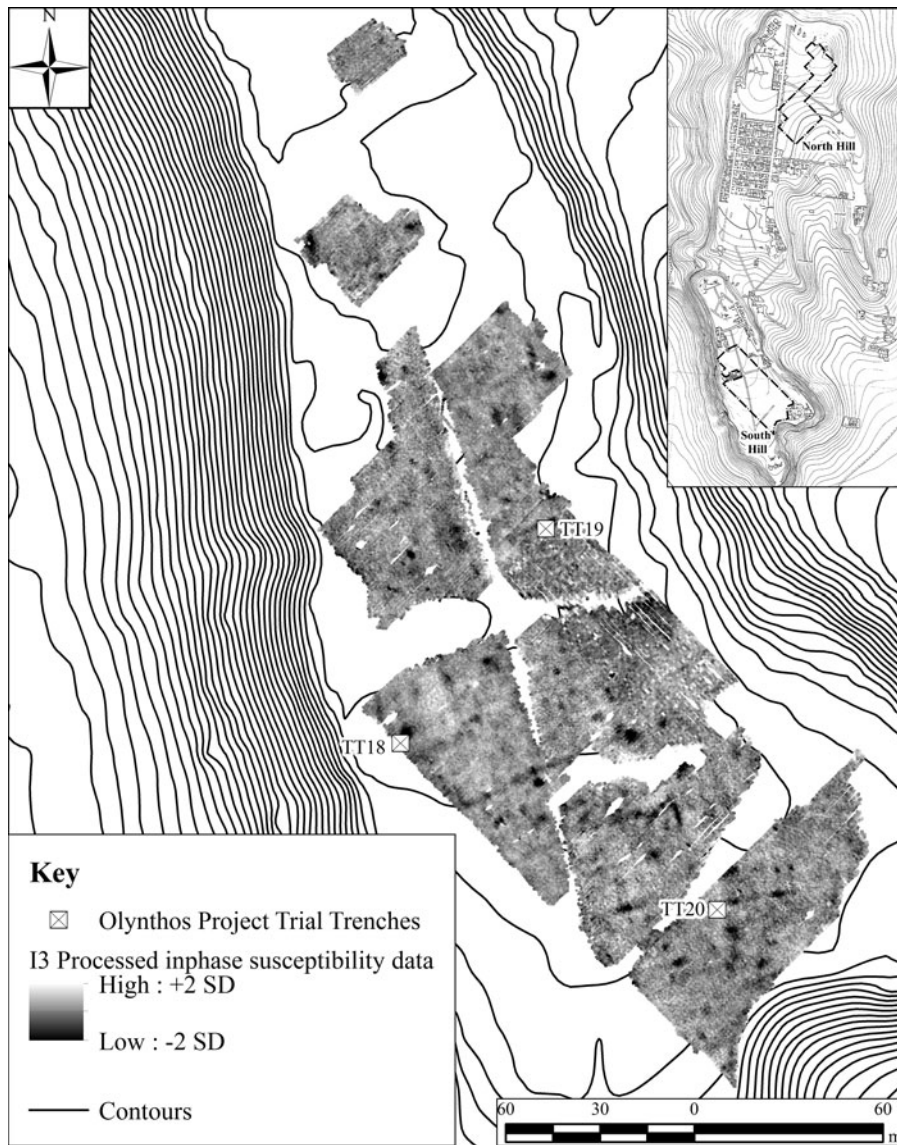 N
North Hill
South
Hill
TT19
TT18
TT20
Key
Olynthos Project Trial Trenches
I3 Processed inphase susceptibility data
High : +2 SD
Low : -2 SD
Contours
60 30 0 60
m